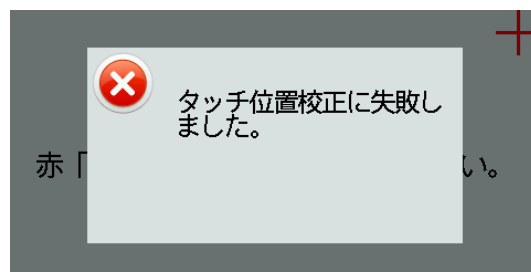 タッチ位置校正に失敗し
ました。
赤「
い。